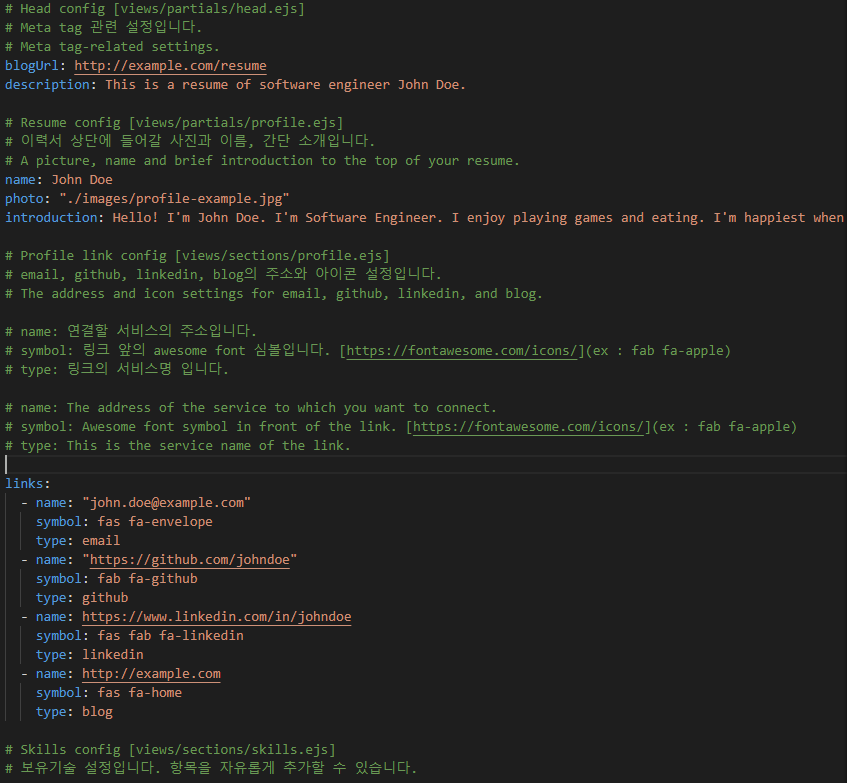 # Head config [views/partials/head.ejs]
# Meta tag 관련 설정입니다.
# Meta tag-related settings.
blogUrl: http://example.com/resume
description: This is a resume of software engineer John Doe.
# Resume config [views/partials/profile.ejs]
# 이력서 상단에 들어갈 사진과 이름, 간단 소개입니다.
# A picture, name and brief introduction to the top of your resume.
name: John Doe
photo: "./images/profile-example.jpg"
introduction: Hello! I'm John Doe. I'm Software Engineer. I enjoy playing games and eating. I'm happiest when
# Profile link config [views/sections/profile.ejs]
# email, github, linkedin, blog의 주소와 아이콘 설정입니다.
# The address and icon settings for email, github, linkedin, and blog.
# name: 연결할 서비스의 주소입니다.
# symbol: 링크 앞의 awesome font 심볼입니다. [https://fontawesome.com/icons/](ex : fab fa-apple)
# type: 링크의 서비스명 입니다.
# name: The address of the service to which you want to connect.
# symbol: Awesome font symbol in front of the link. [https://fontawesome.com/icons/](ex : fab fa-apple)
# type: This is the service name of the link.
links:
  - name: "john.doe@example.com"
    symbol: fas fa-envelope
    type: email
  - name: "https://github.com/johndoe"
    symbol: fab fa-github
    type: github
  - name: https://www.linkedin.com/in/johndoe
    symbol: fas fab fa-linkedin
    type: linkedin
  - name: http://example.com
    symbol: fas fa-home
    type: blog
# Skills config [views/sections/skills.ejs]
# 보유기술 설정입니다. 항목을 자유롭게 추가할 수 있습니다.